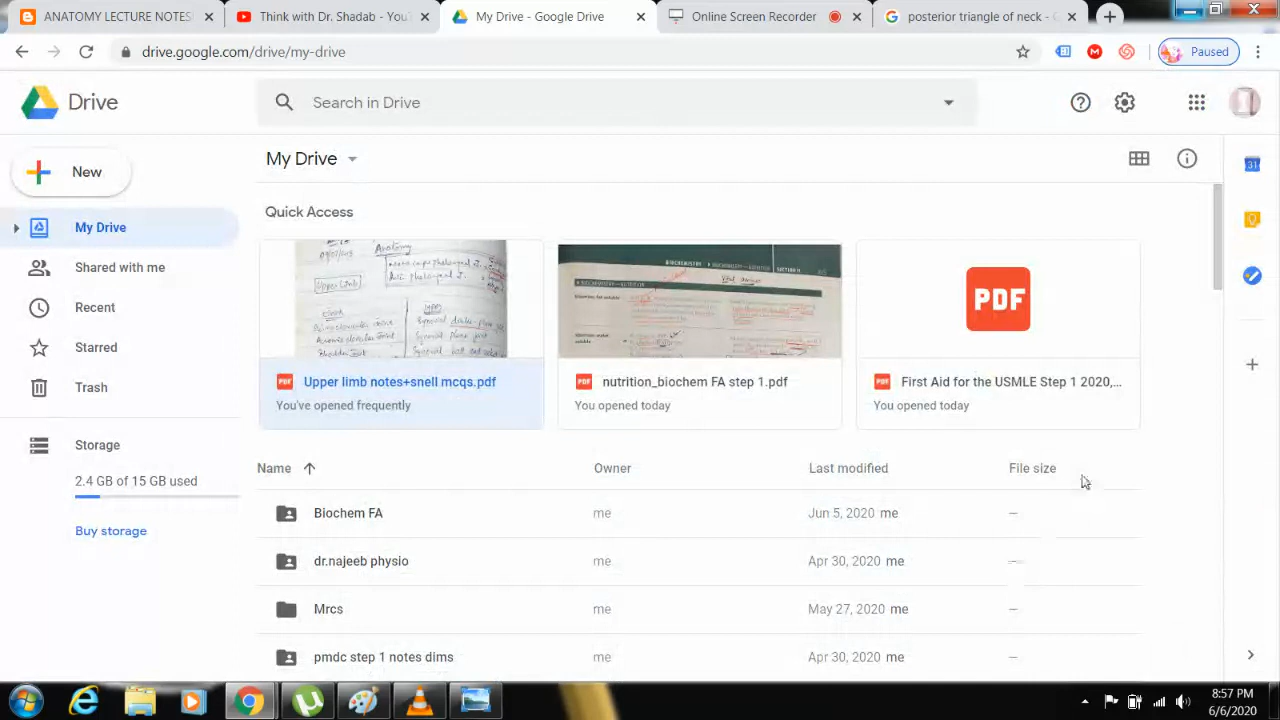 ANATOMY LECTURE NOTES
Think with Dr. Shadab - You
My Drive - Google Drive
Online Screen Recorder
posterior triangle of neck - G
drive.google.com/drive/my-drive
Paused
Drive
Search in Drive
New
My Drive
Shared with me
Recent
Starred
Trash
Storage
2.4 GB of 15 GB used
Buy storage
My Drive
Quick Access
Anatomy
PDF
Upper limb notes+snell mcqs.pdf
You've opened frequently
PDF
nutrition_biochem FA step 1.pdf
You opened today
PDF
PDF
First Aid for the USMLE Step 1 2020,...
You opened today
Name
Owner
Last modified
File size
Biochem FA
me
Jun 5, 2020 me
–
dr.najeeb physio
me
Apr 30, 2020 me
–
Mrcs
me
May 27, 2020 me
–
pmdc step 1 notes dims
me
Apr 30, 2020 me
–
31
8:57 PM
6/6/2020